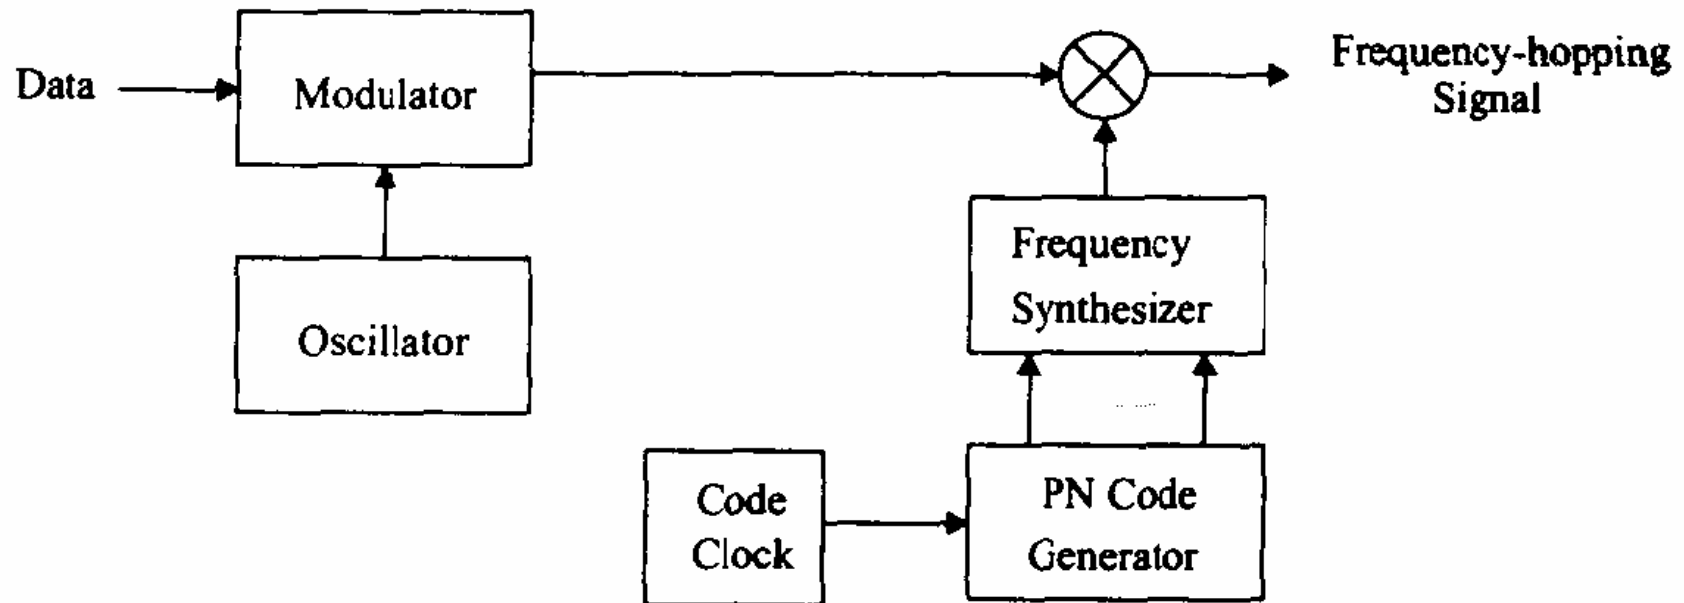 Data
Modulator
Frequency-hopping
Signal
Oscillator
Frequency
Synthesizer
Code
Clock
PN Code
Generator